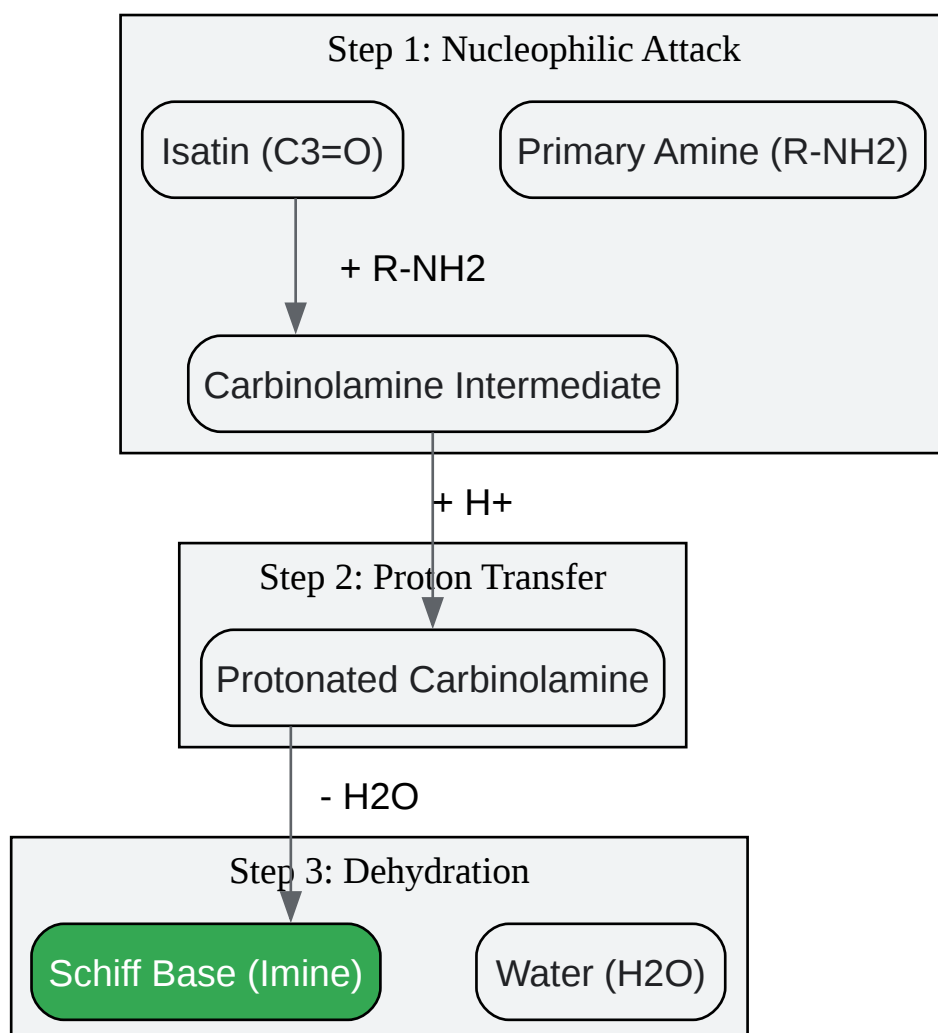 Step 1: Nucleophilic Attack
Isatin (C3=O)
Primary Amine (R-NH2)
+ R-NH2
Carbinolamine Intermediate
+ H+
Step 2: Proton Transfer
Protonated Carbinolamine
- H2O
Step 3: Dehydration
Schiff Base (Imine)
Water (H2O)